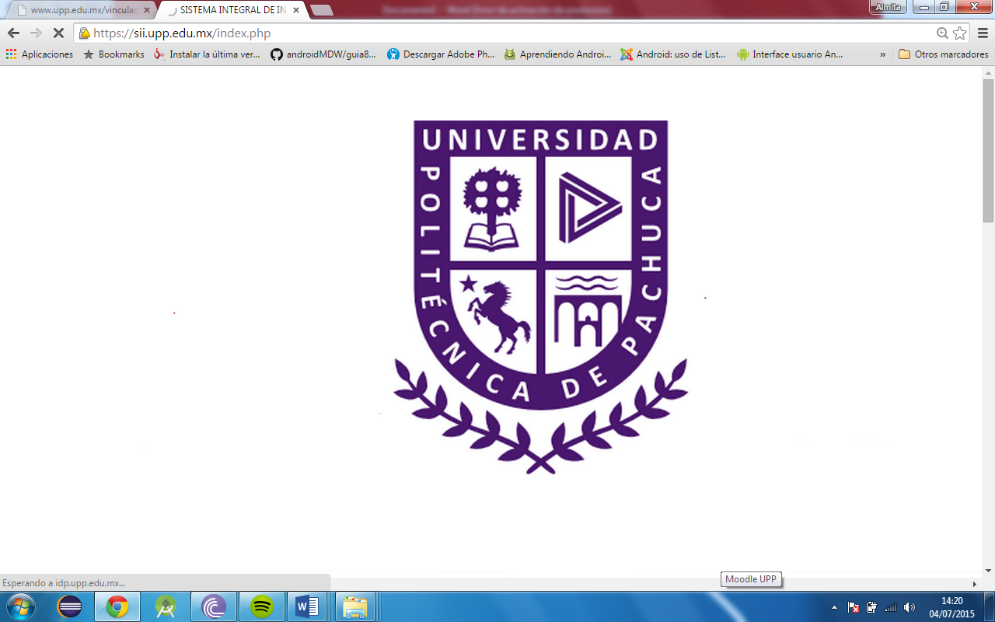 www.upp.edu.mx/vinculac
SISTEMA INTEGRAL DE IN
Almita
https://sii.upp.edu.mx/index.php
Aplicaciones
Bookmarks
Instalar la última ver...
androidMDW/guia8...
Descargar Adobe Ph...
Aprendiendo Androi...
Android: uso de List...
Interface usuario An...
»
Otros marcadores
UNIVERSIDAD
POLITÉCNICA DE PACHUCA
Moodle UPP
Esperando a idp.upp.edu.mx...
14:20
04/07/2015